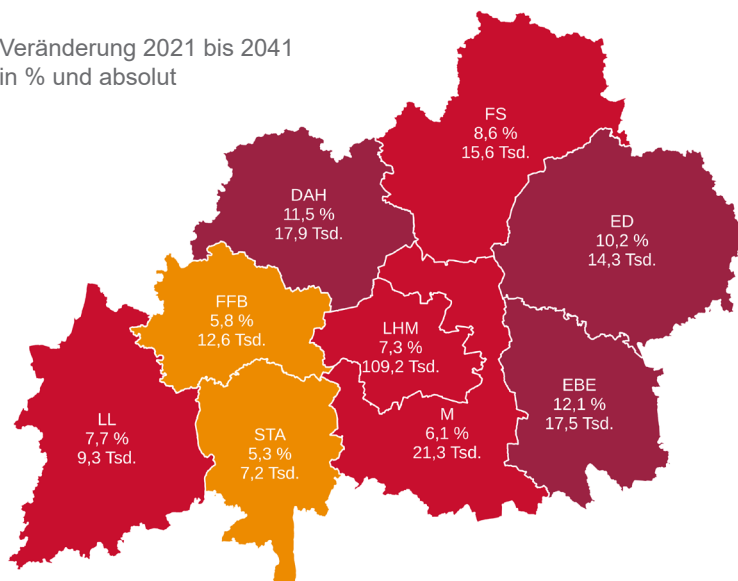 Veränderung 2021 bis 2041
in % und absolut
FS
8,6 %
15,6 Tsd.
DAH
11,5 %
17,9 Tsd.
ED
10,2 %
14,3 Tsd.
FFB
5,8 %
12,6 Tsd.
LHM
7,3 %
109,2 Tsd.
EBE
12,1 %
17,5 Tsd.
LL
7,7 %
9,3 Tsd.
STA
5,3 %
7,2 Tsd.
M
6,1 %
21,3 Tsd.